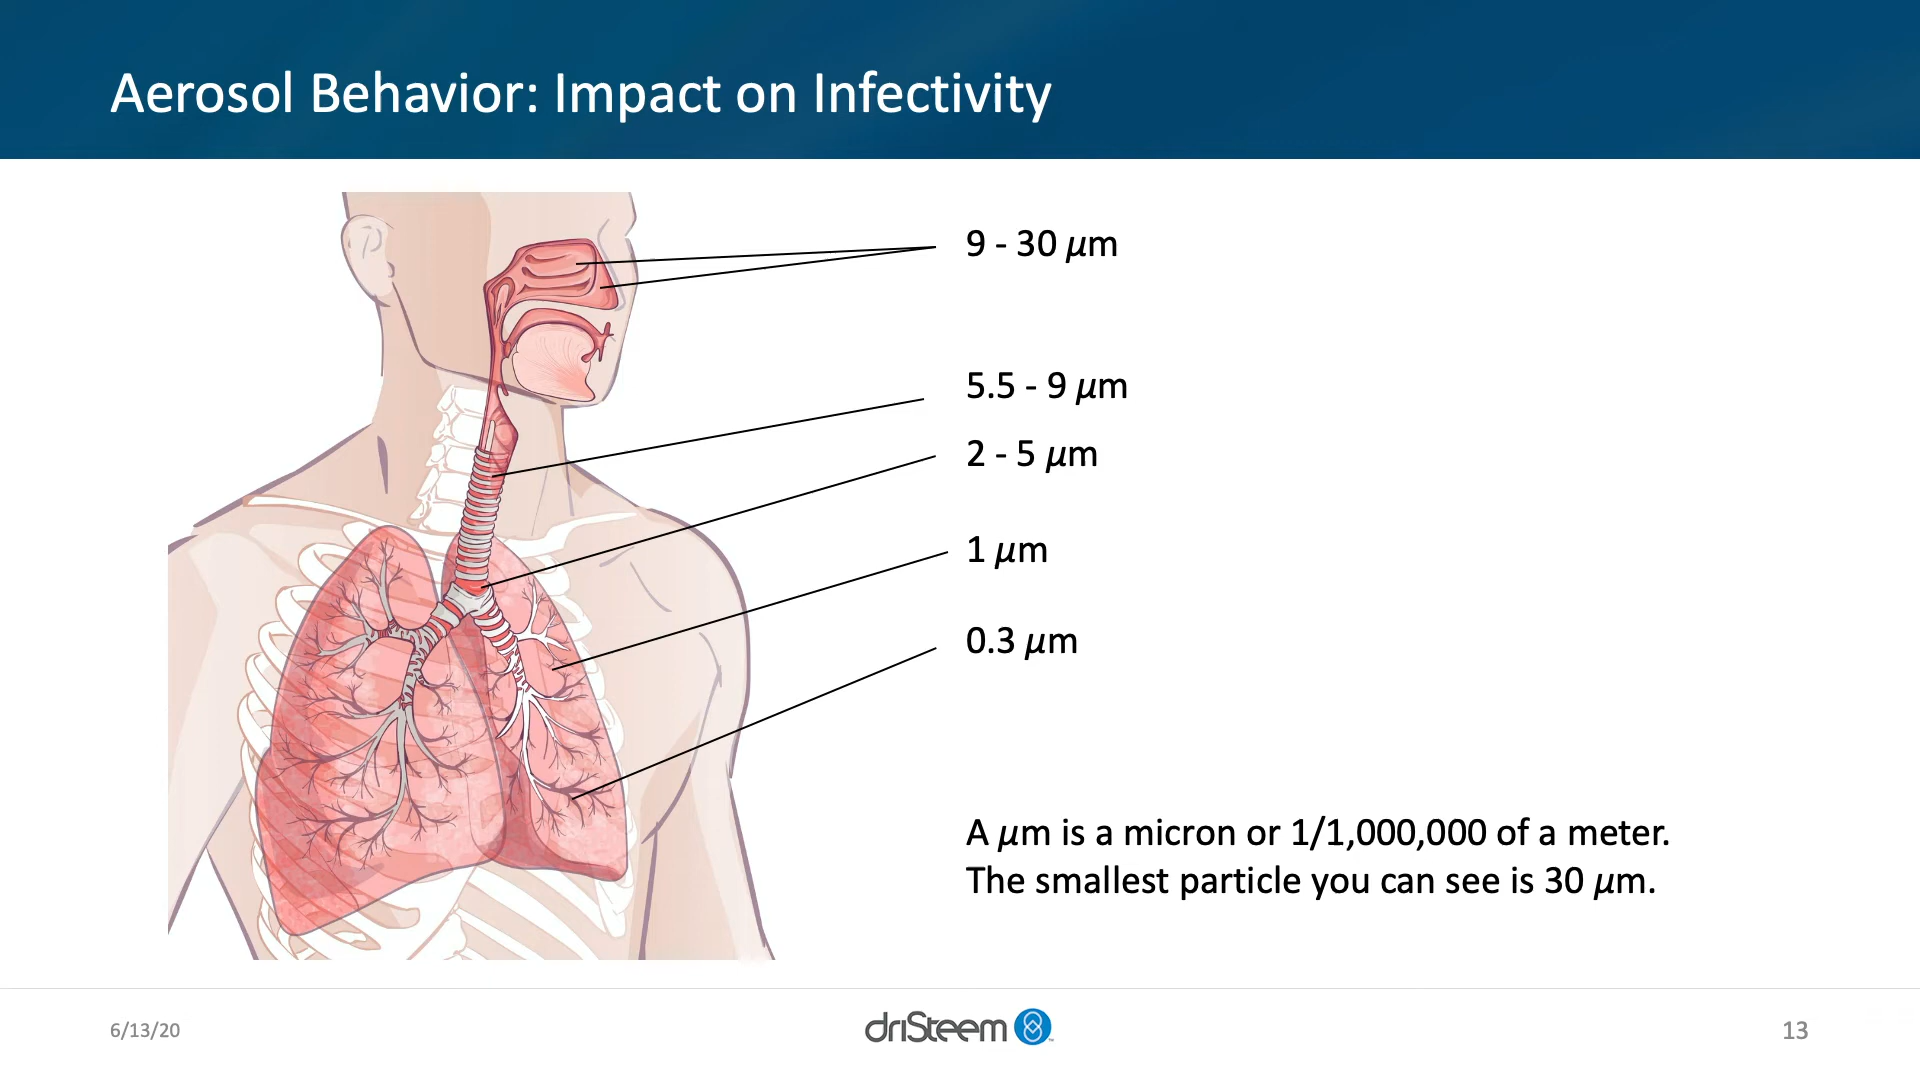 Aerosol Behavior: Impact on Infectivity
9 - 30 μm
5.5 - 9 μm
2 - 5 μm
1 μm
0.3 μm
A μm is a micron or 1/1,000,000 of a meter.
The smallest particle you can see is 30 μm.
6/13/20
driSteem
13